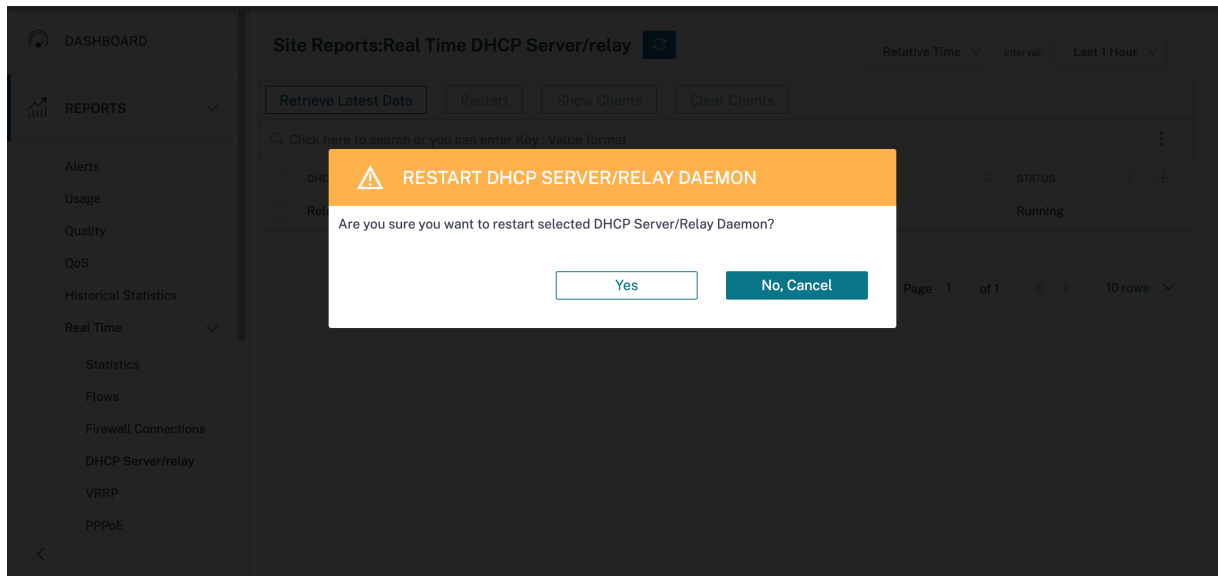 DASHBOARD
Site Reports:Real Time DHCP Server/relay
Relative Time
Interval:
Last 1 Hour
REPORTS
Retrieve Latest Data
Restart
Show Clients
Clear Clients
Click here to search or you can enter Key : Value format
RESTART DHCP SERVER/RELAY DAEMON
Are you sure you want to restart selected DHCP Server/Relay Daemon?
Yes
No, Cancel
DHC
STATUS
Rel
Running
Page 1 of 1
10 rows
Alerts
Usage
Quality
QoS
Historical Statistics
Real Time
Statistics
Flows
Firewall Connections
DHCP Server/relay
VRRP
PPPoE